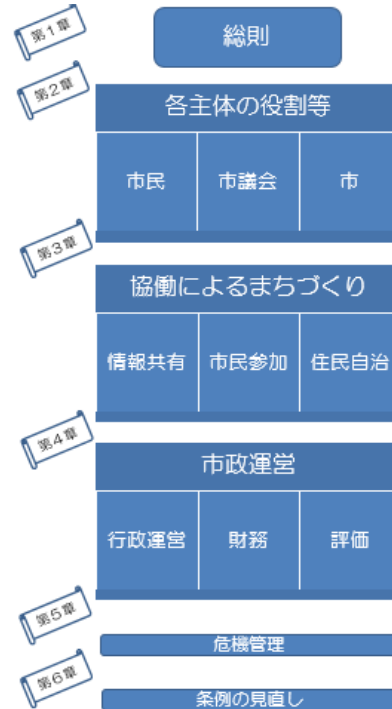 第1章
総則
第2章
各主体の役割等
市民 市議会 市
第3章
協働によるまちづくり
情報共有 市民参加 住民自治
第4章
市政運営
行政運営 財務 評価
第5章
危機管理
第6章
条例の見直し